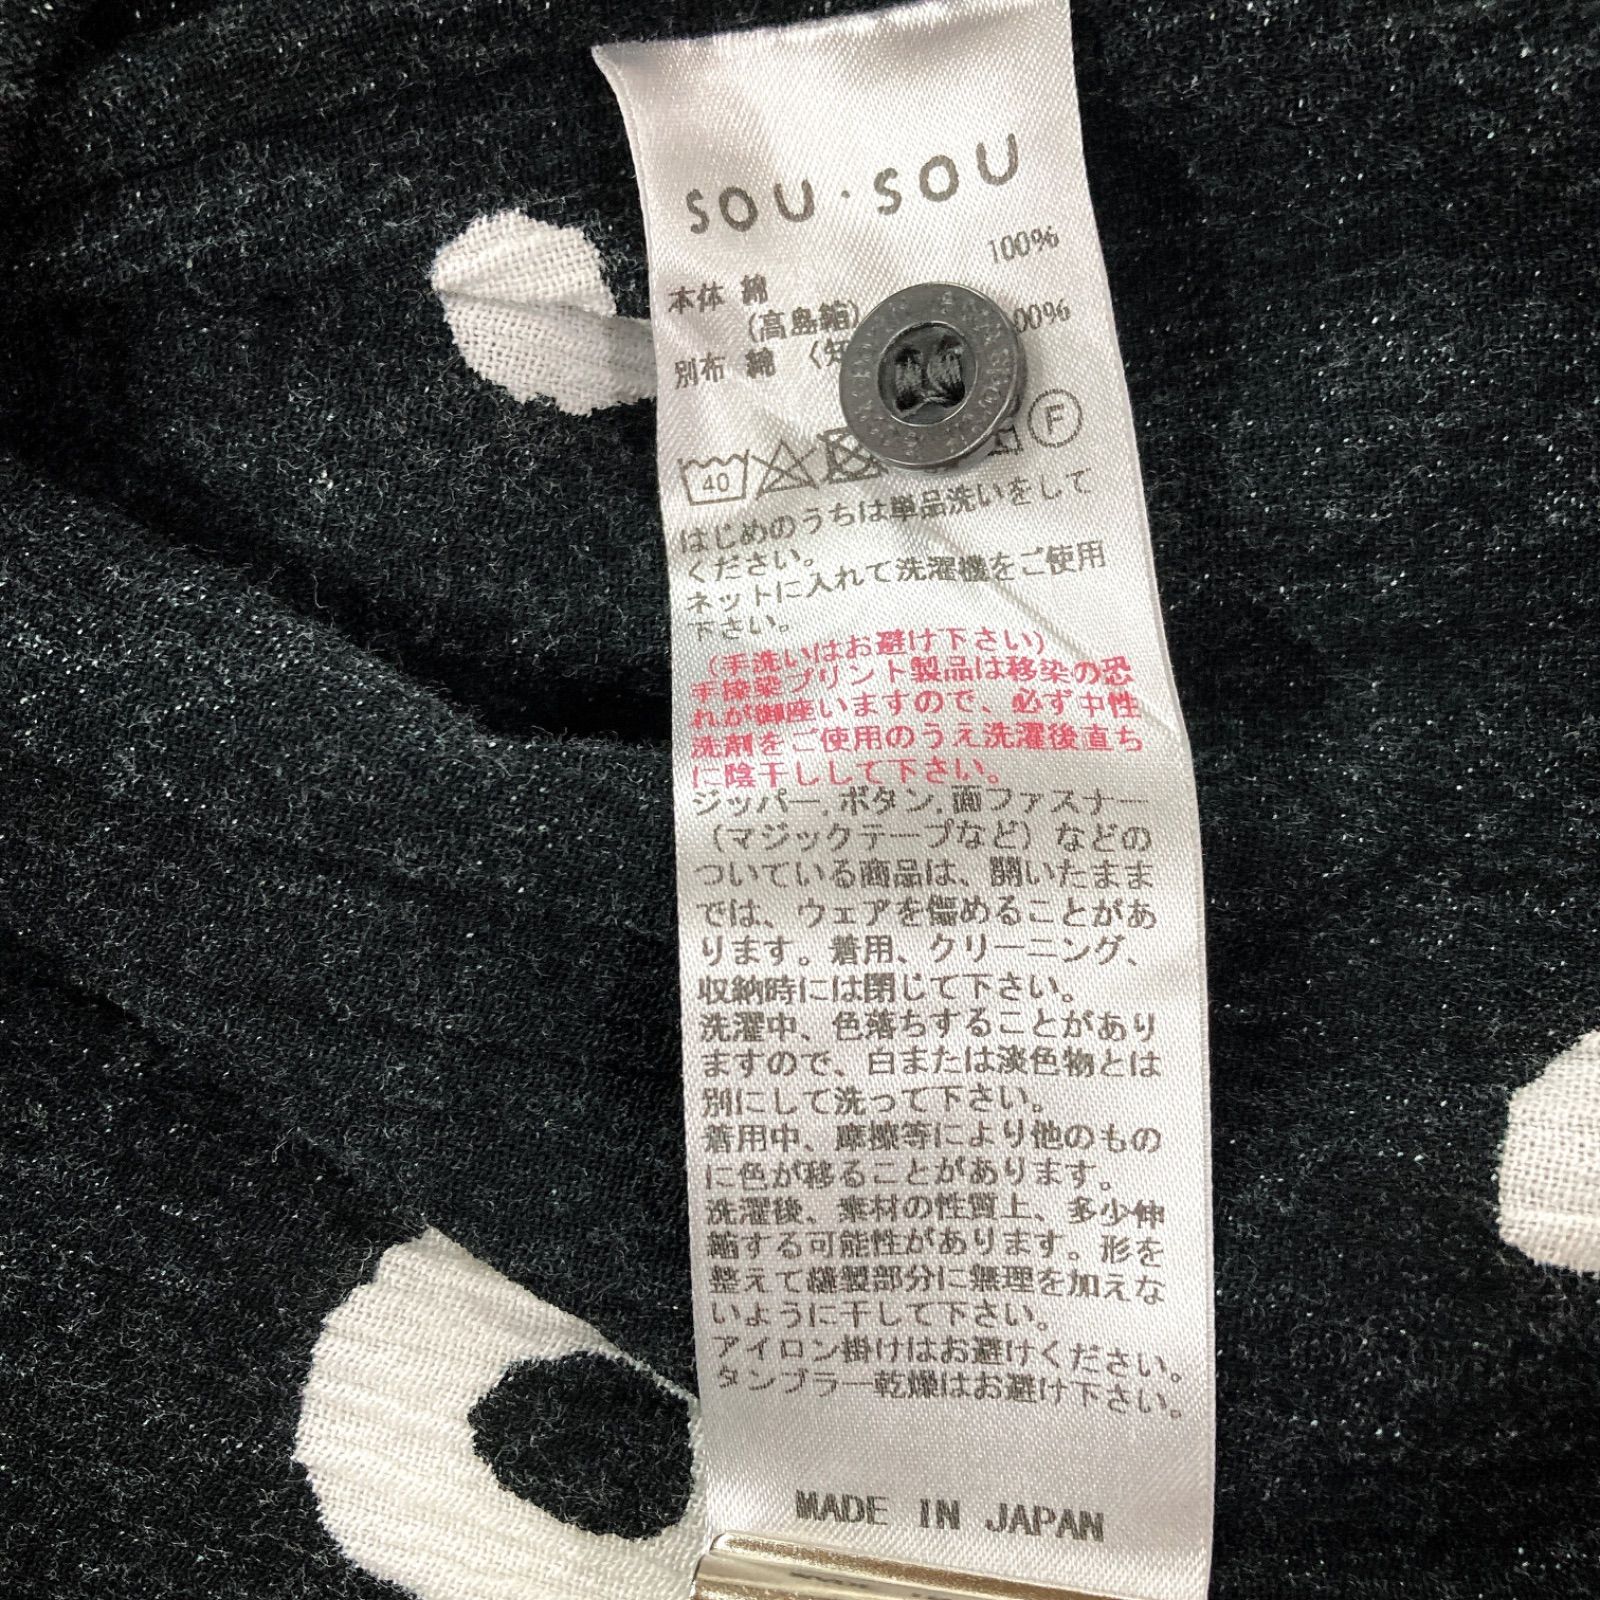 SOU・SOU
本体 綿 100%
(高島縮)
別布 綿 00%
40 F
はじめのうちは単品洗いをして
ください。
ネットに入れて洗濯機をご使用
下さい。
（手洗いはお避け下さい）
手捺染プリント製品は移染の恐
れが御座いますので、必ず中性
洗剤をご使用のうえ洗濯後直ち
に陰干しして下さい。
ジッパー,ボタン,面ファスナー
（マジックテープなど）などの
ついている商品は、開いたまま
では、ウェアを傷めることがあ
ります。着用、クリーニング、
収納時には閉じて下さい。
洗濯中、色落ちすることがあり
ますので、白または淡色物とは
別にして洗って下さい。
着用中、摩擦等により他のもの
に色が移ることがあります。
洗濯後、素材の性質上、多少伸
縮する可能性があります。形を
整えて縫製部分に無理を加えな
いように干して下さい。
アイロン掛けはお避けください。
タンブラー乾燥はお避け下さい。
MADE IN JAPAN